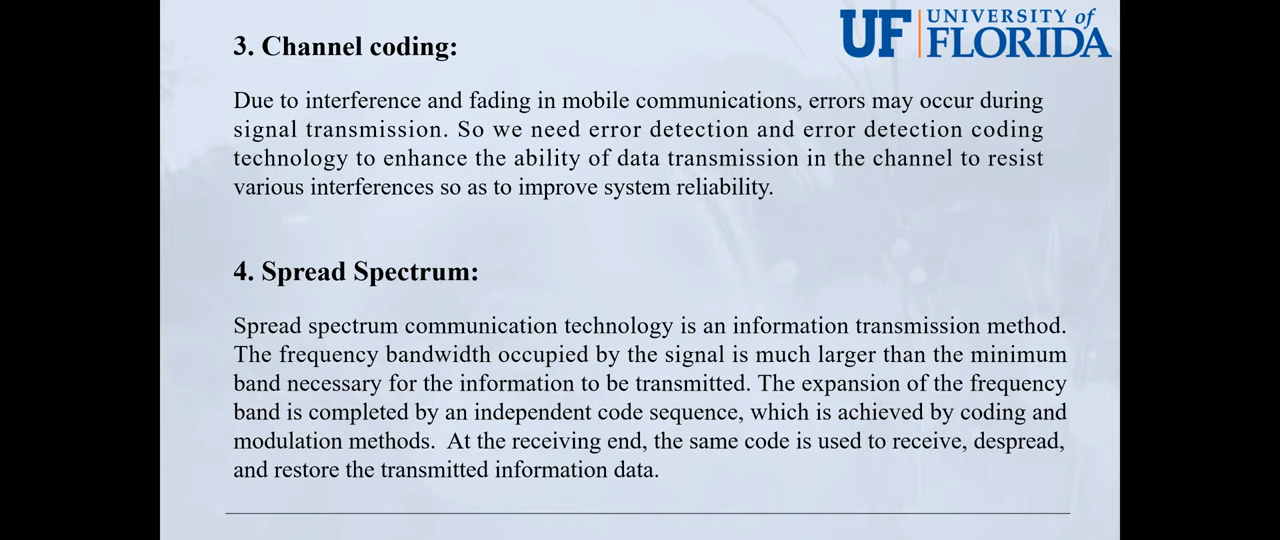 UF UNIVERSITY of
FLORIDA
3. Channel coding:
Due to interference and fading in mobile communications, errors may occur during
signal transmission. So we need error detection and error detection coding
technology to enhance the ability of data transmission in the channel to resist
various interferences so as to improve system reliability.
4. Spread Spectrum:
Spread spectrum communication technology is an information transmission method.
The frequency bandwidth occupied by the signal is much larger than the minimum
band necessary for the information to be transmitted. The expansion of the frequency
band is completed by an independent code sequence, which is achieved by coding and
modulation methods. At the receiving end, the same code is used to receive, despread,
and restore the transmitted information data.